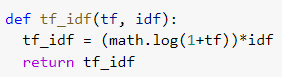 def tf_idf(tf, idf):
  tf_idf = (math.log(1+tf))*idf
  return tf_idf